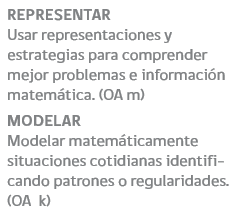 REPRESENTAR
Usar representaciones y
estrategias para comprender
mejor problemas e información
matemática. (OA m)
MODELAR
Modelar matemáticamente
situaciones cotidianas identifi-
cando patrones o regularidades.
(OA k)